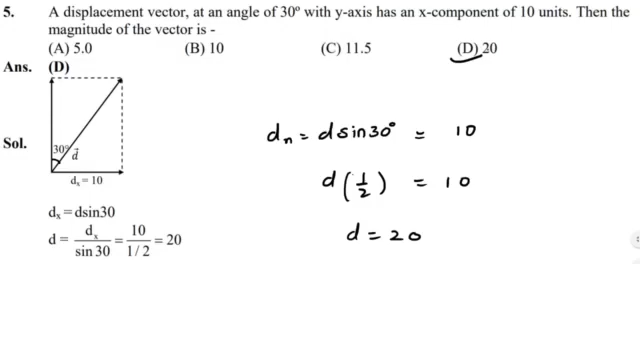 5. A displacement vector, at an angle of 30º with y-axis has an x-component of 10 units. Then the
magnitude of the vector is -
(A) 5.0 (B) 10 (C) 11.5 (D) 20
Ans. (D)
Sol.
30º
d
dₓ = 10
dₓ = dsin30
d = dₓ / sin 30 = 10 / 1/2 = 20
dₙ = d sin 30° = 10
d (1/2) = 10
d = 20